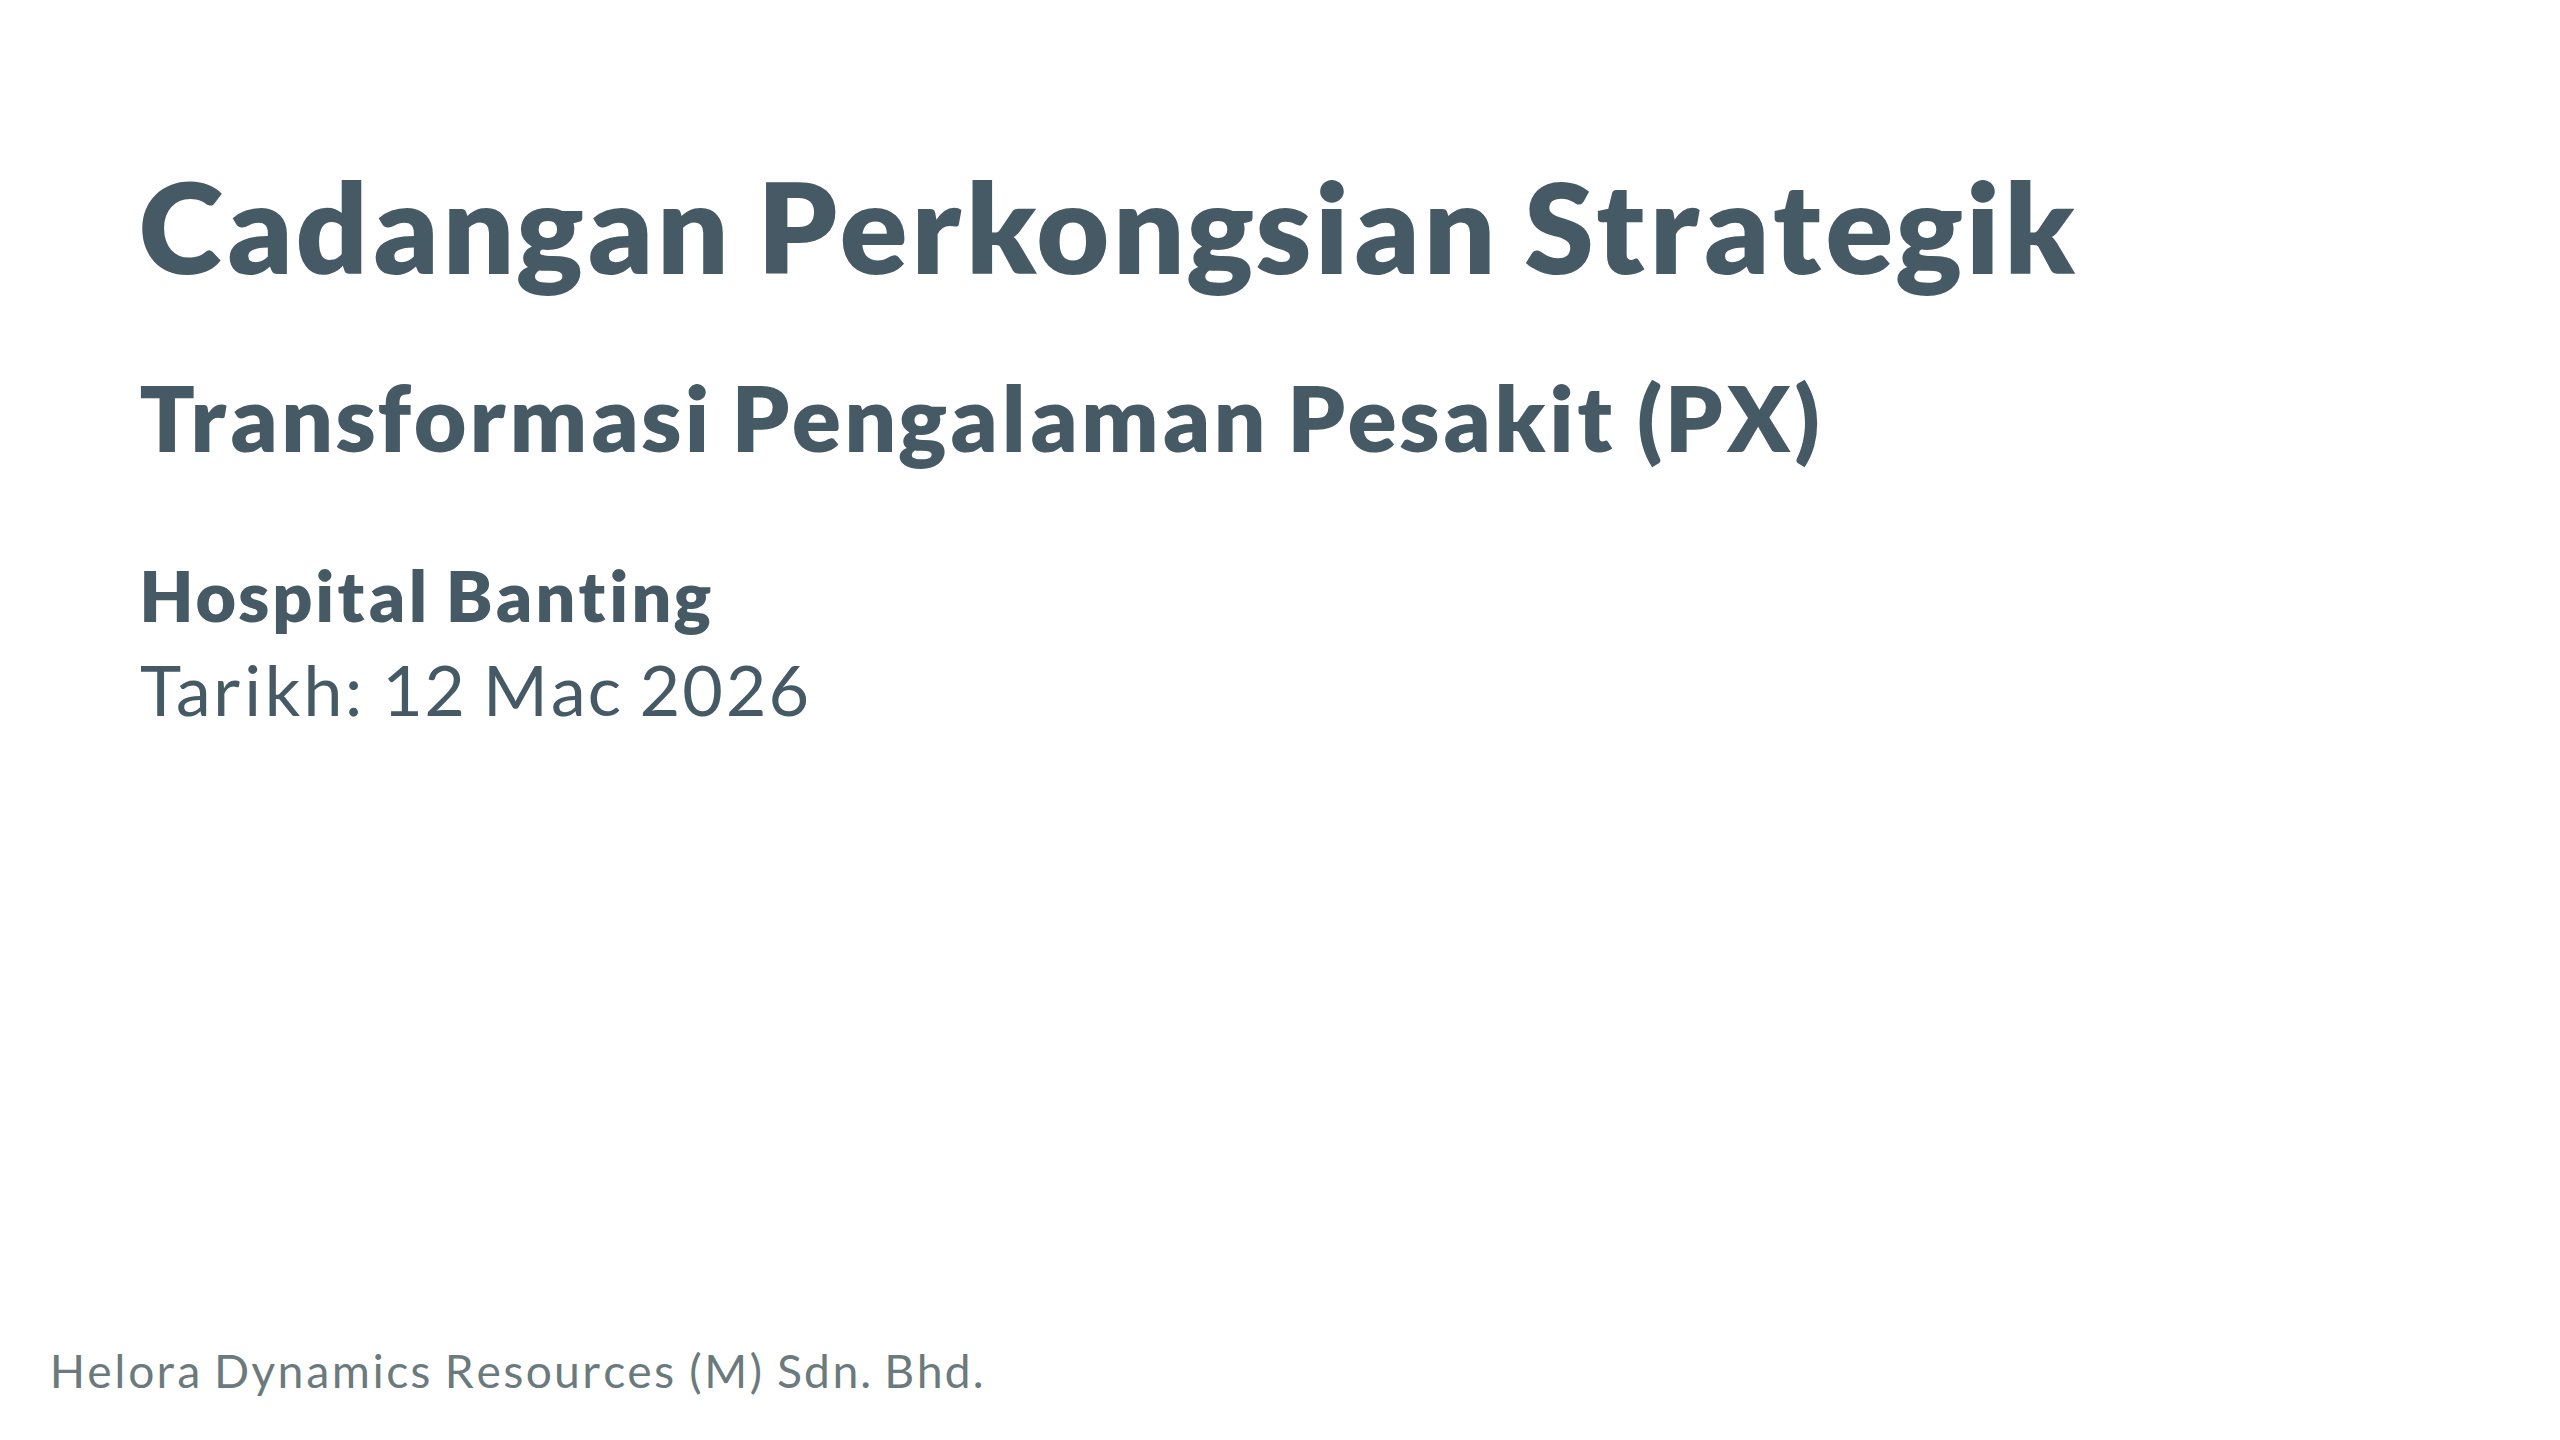 Cadangan Perkongsian Strategik
Transformasi Pengalaman Pesakit (PX)
Hospital Banting
Tarikh: 12 Mac 2026
Helora Dynamics Resources (M) Sdn. Bhd.